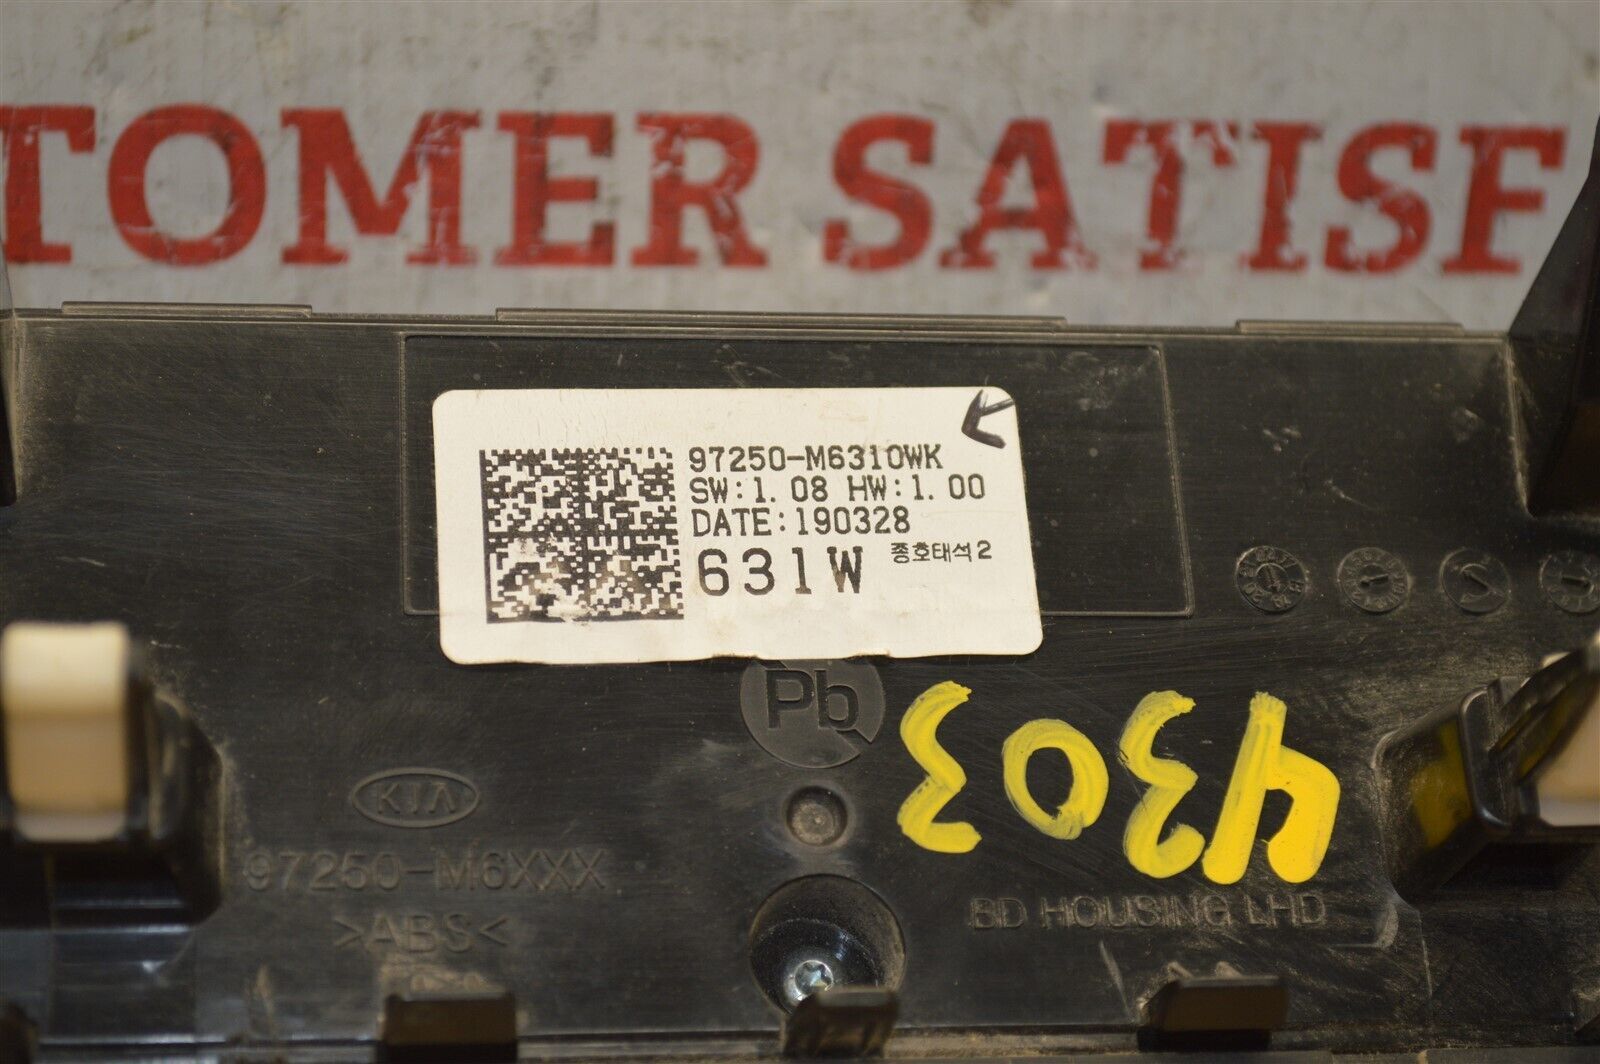 TOMER SATISF
97250-M6310WK
SW:1.08 HW:1.00
DATE:190328
631W 종호태석2
Pb
4303
KIA
97250-M6XXX
>ABS<
BD HOUSING LHD